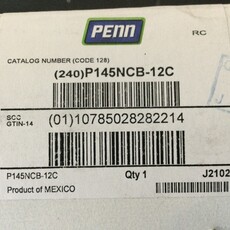 PENN
RC
CATALOG NUMBER (CODE 128)
(240)P145NCB-12C
SCC
GTIN-14
(01)10785028282214
P145NCB-12C Qty 1 J2102
Product of MEXICO